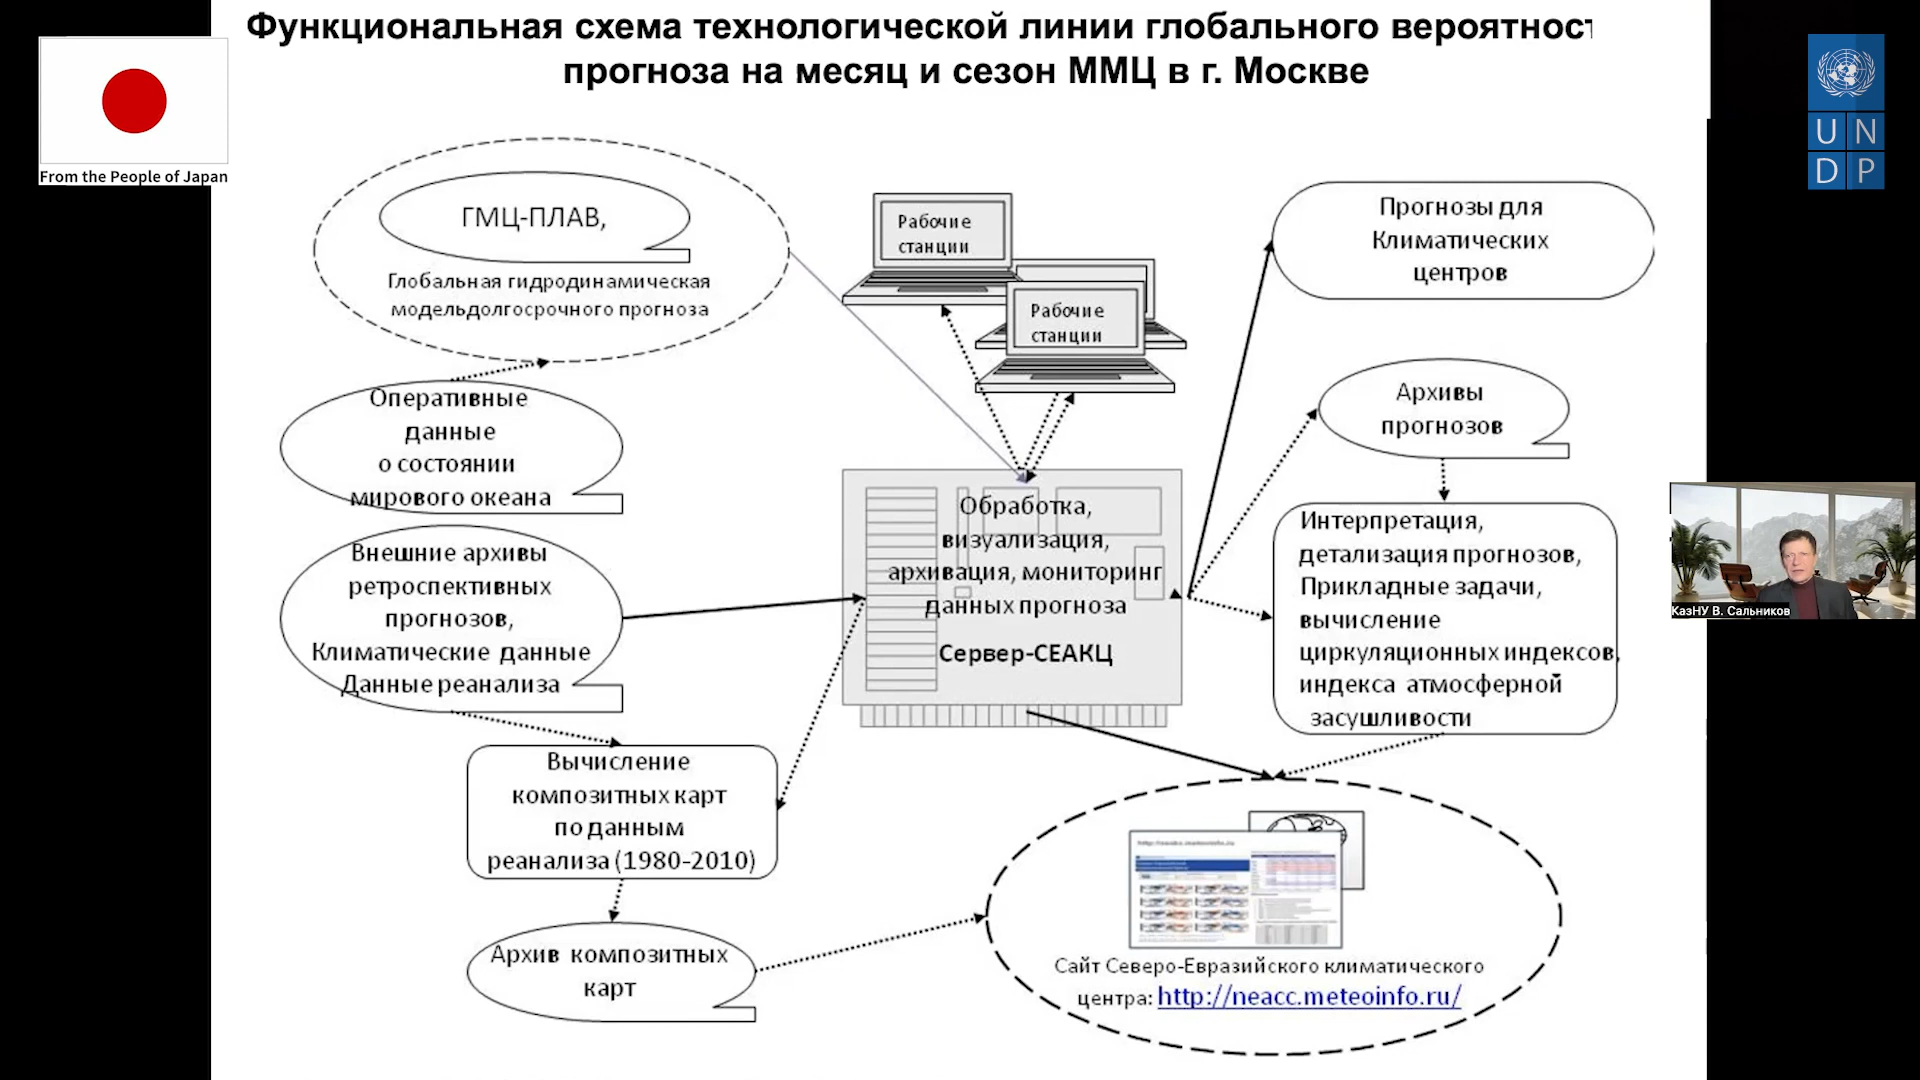 Функциональная схема технологической линии глобального вероятност
прогноза на месяц и сезон ММЦ в г. Москве
From the People of Japan
U N
D P
ГМЦ-ПЛАВ,
Глобальная гидродинамическая
модельдолгосрочного прогноза
Рабочие
станции
Рабочие
станции
Прогнозы для
Климатических
центров
Оперативные
данные
о состоянии
мирового океана
Архивы
прогнозов
Внешние архивы
ретроспективных
прогнозов,
Климатические данные
Данные реанализа
Обработка,
визуализация,
архивация, мониторинг
данных прогноза
Сервер-СЕАКЦ
Интерпретация,
детализация прогнозов,
Прикладные задачи,
вычисление
циркуляционных индексов,
индекса атмосферной
засушливости
КазНУ В. Сальников
Вычисление
композитных карт
по данным
реанализа (1980-2010)
Архив композитных
карт
Сайт Северо-Евразийского климатического
центра: http://neacc.meteoinfo.ru/